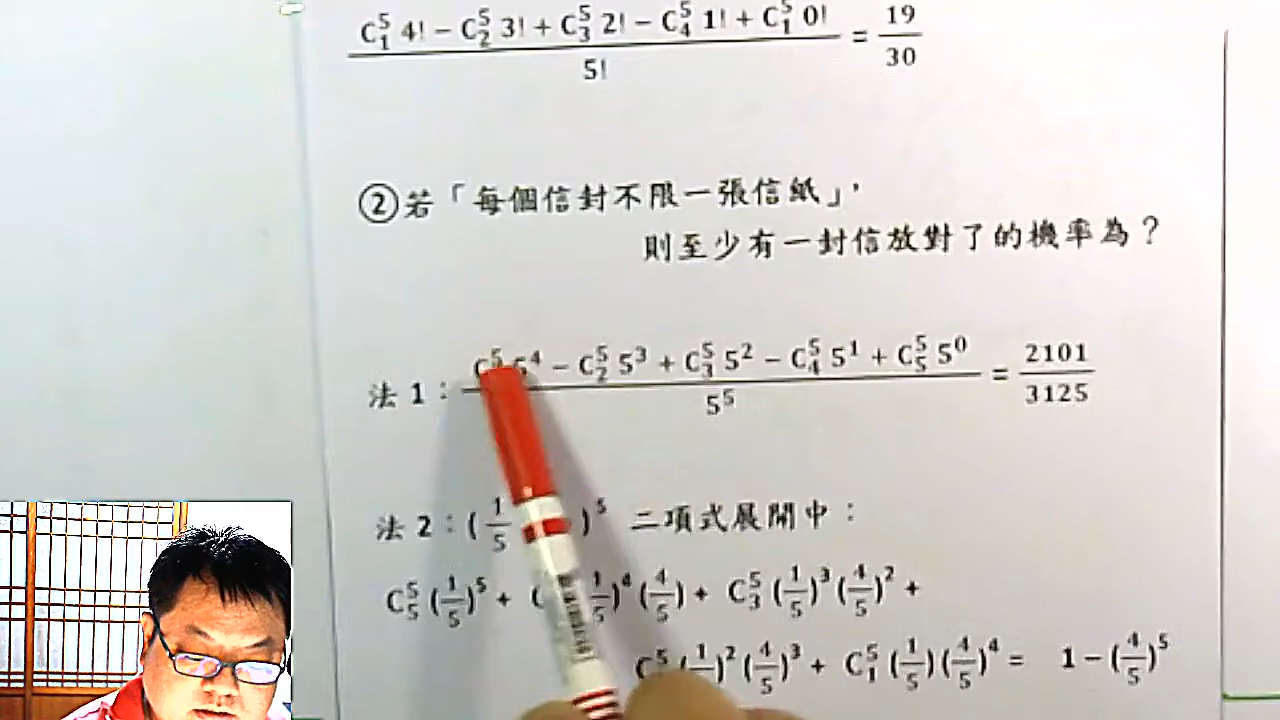 C₁⁵ 4! − C₂⁵ 3! + C₃⁵ 2! − C₄⁵ 1! + C₁⁵ 0! / 5! = 19/30
②若「每個信封不限一張信紙」,
則至少有一封信放對了的機率為?
法 1:C⁵ 5⁴ − C₂⁵ 5³ + C₃⁵ 5² − C₄⁵ 5¹ + C₅⁵ 5⁰ / 5⁵ = 2101/3125
法 2:(1/5 )⁵ 二項式展開中:
C₅⁵ (1/5)⁵ + (1/5)⁴ (4/5) + C₃⁵ (1/5)³ (4/5)² +
C⁵ (1/5)² (4/5)³ + C₁⁵ (1/5) (4/5)⁴ = 1 − (4/5)⁵